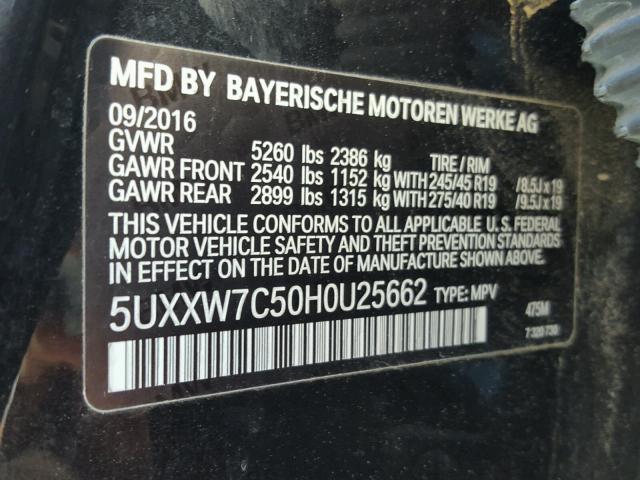 MFD BY BAYERISCHE MOTOREN WERKE AG
09/2016
GVWR 5260 lbs 2386 kg TIRE / RIM
GAWR FRONT 2540 lbs 1152 kg WITH 245/45 R19 /8.5J x 19
GAWR REAR 2899 lbs 1315 kg WITH 275/40 R19 /9.5J x 19
THIS VEHICLE CONFORMS TO ALL APPLICABLE U. S. FEDERAL
MOTOR VEHICLE SAFETY AND THEFT PREVENTION STANDARDS
IN EFFECT ON THE DATE OF MANUFACTURE SHOWN ABOVE.
5UXXW7C50H0U25662 TYPE: MPV 475M